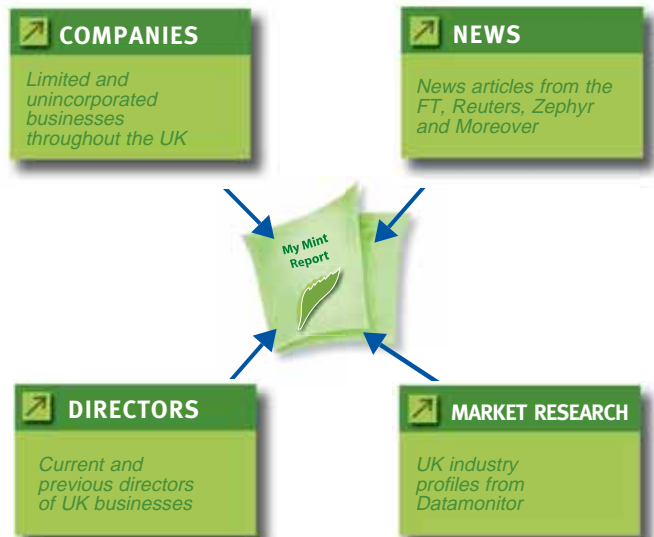 COMPANIES
Limited and
unincorporated
businesses
throughout the UK
NEWS
News articles from the
FT, Reuters, Zephyr
and Moreover
My Mint
Report
DIRECTORS
Current and
previous directors
of UK businesses
MARKET RESEARCH
UK industry
profiles from
Datamonitor